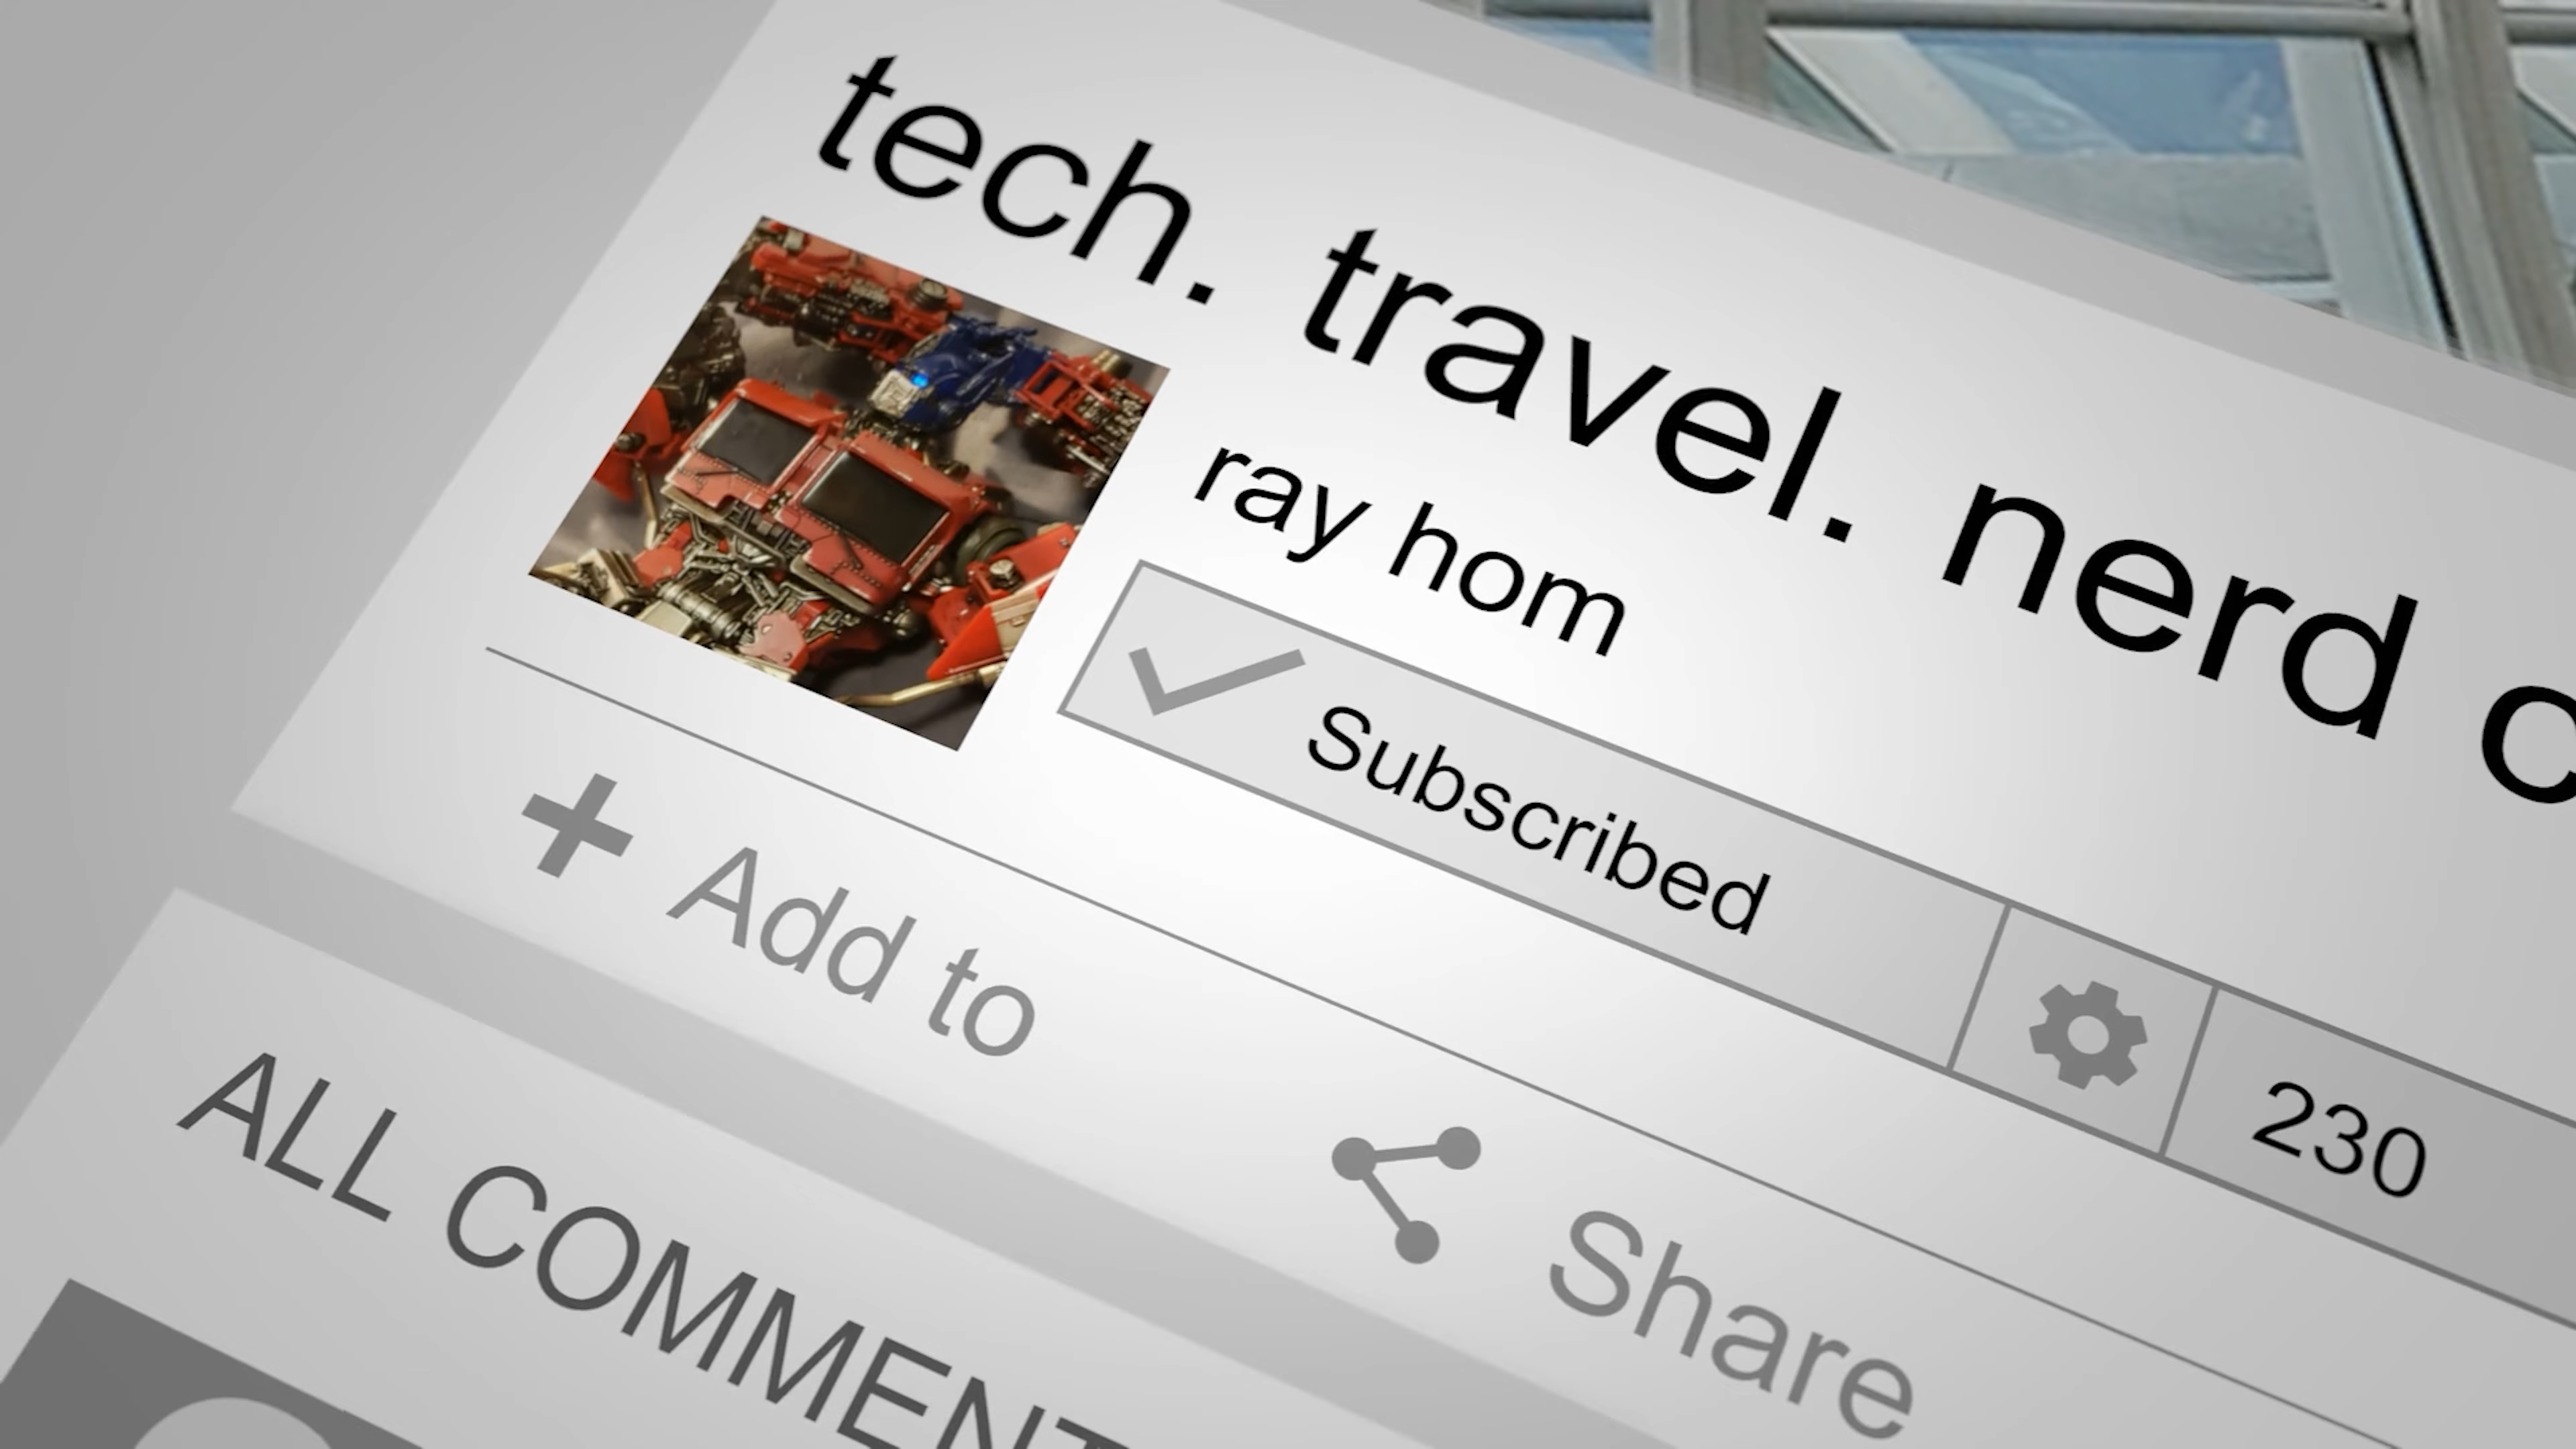 tech. travel. nerd
ray hom
Subscribed
230
Add to
Share
ALL COMMENT